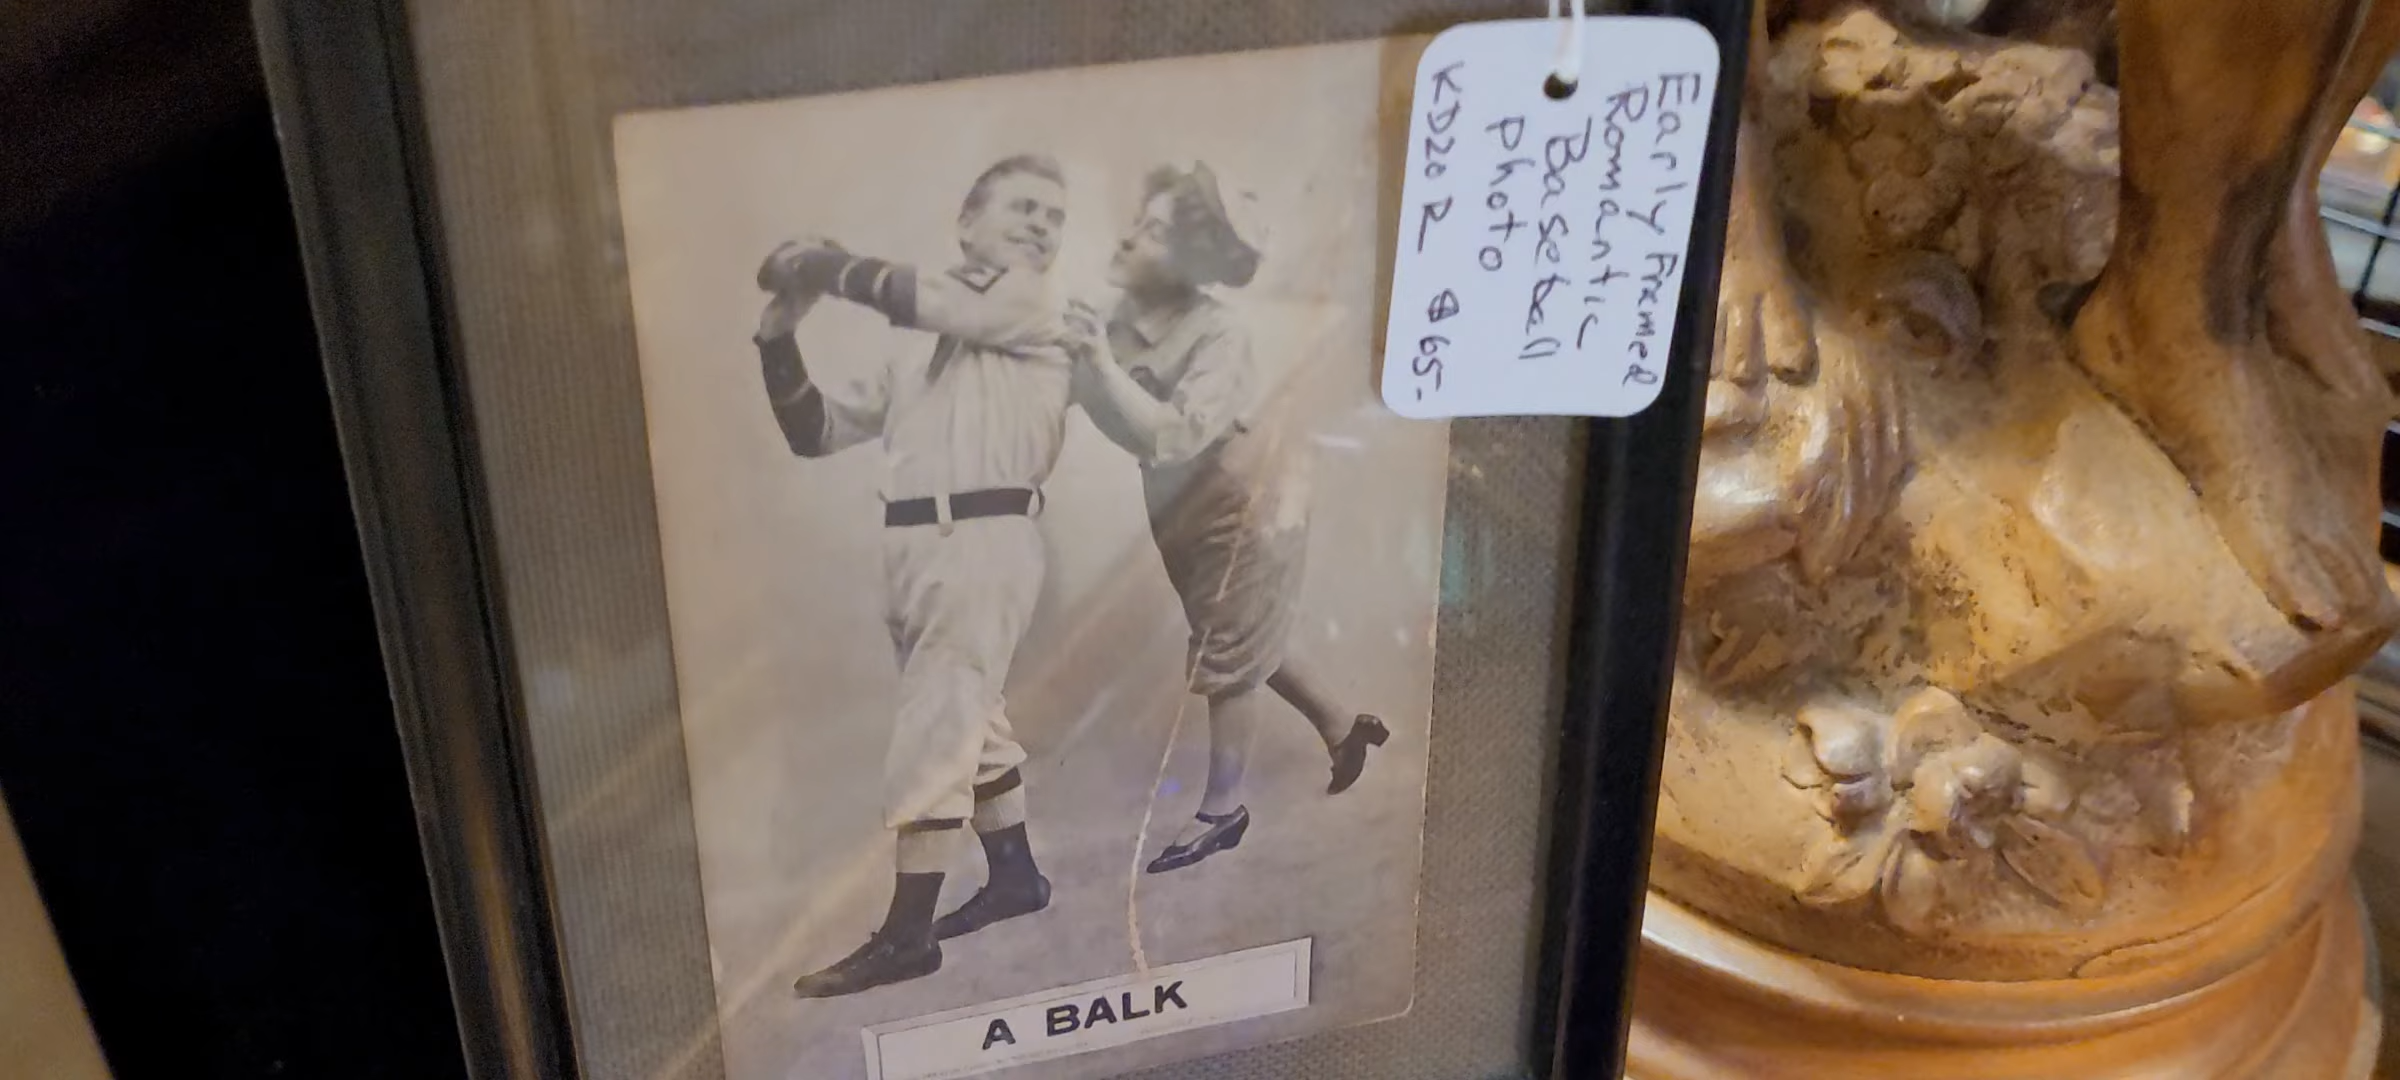 Early Framed
Romantic
Baseball
Photo
KD20R $65-
A BALK